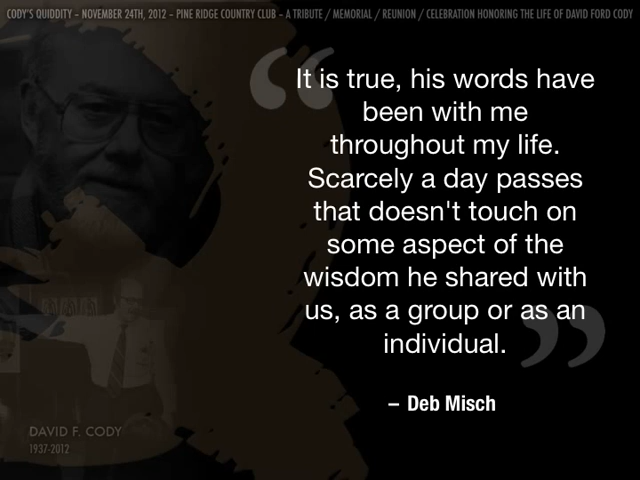 CODY'S QUIDDITY – NOVEMBER 24TH, 2012 – PINE RIDGE COUNTRY CLUB – A TRIBUTE / MEMORIAL / REUNION / CELEBRATION HONORING THE LIFE OF DAVID FORD CODY
“
It is true, his words have
been with me
throughout my life.
Scarcely a day passes
that doesn't touch on
some aspect of the
wisdom he shared with
us, as a group or as an
individual.
”
– Deb Misch
DAVID F. CODY
1937-2012